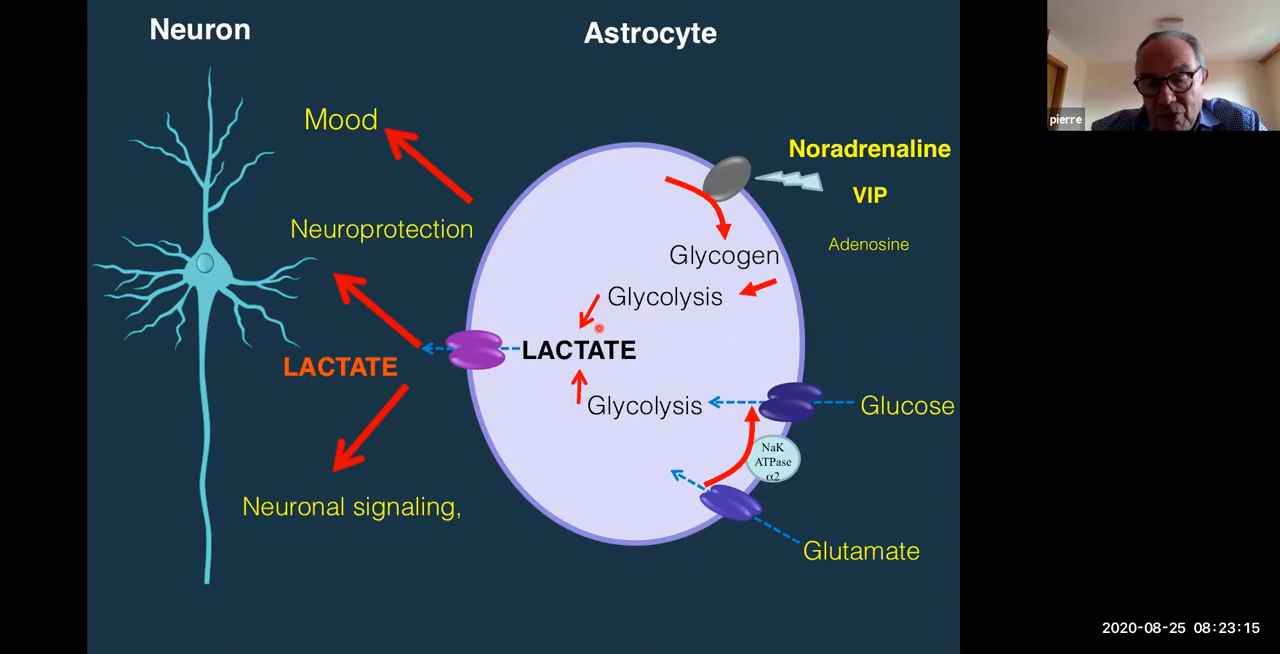 Neuron
Astrocyte
Mood
pierre
Noradrenaline
VIP
Neuroprotection
Adenosine
Glycogen
Glycolysis
LACTATE
LACTATE
Glycolysis
Glucose
NaK
ATPase
α2
Neuronal signaling,
Glutamate
2020-08-25 08:23:15